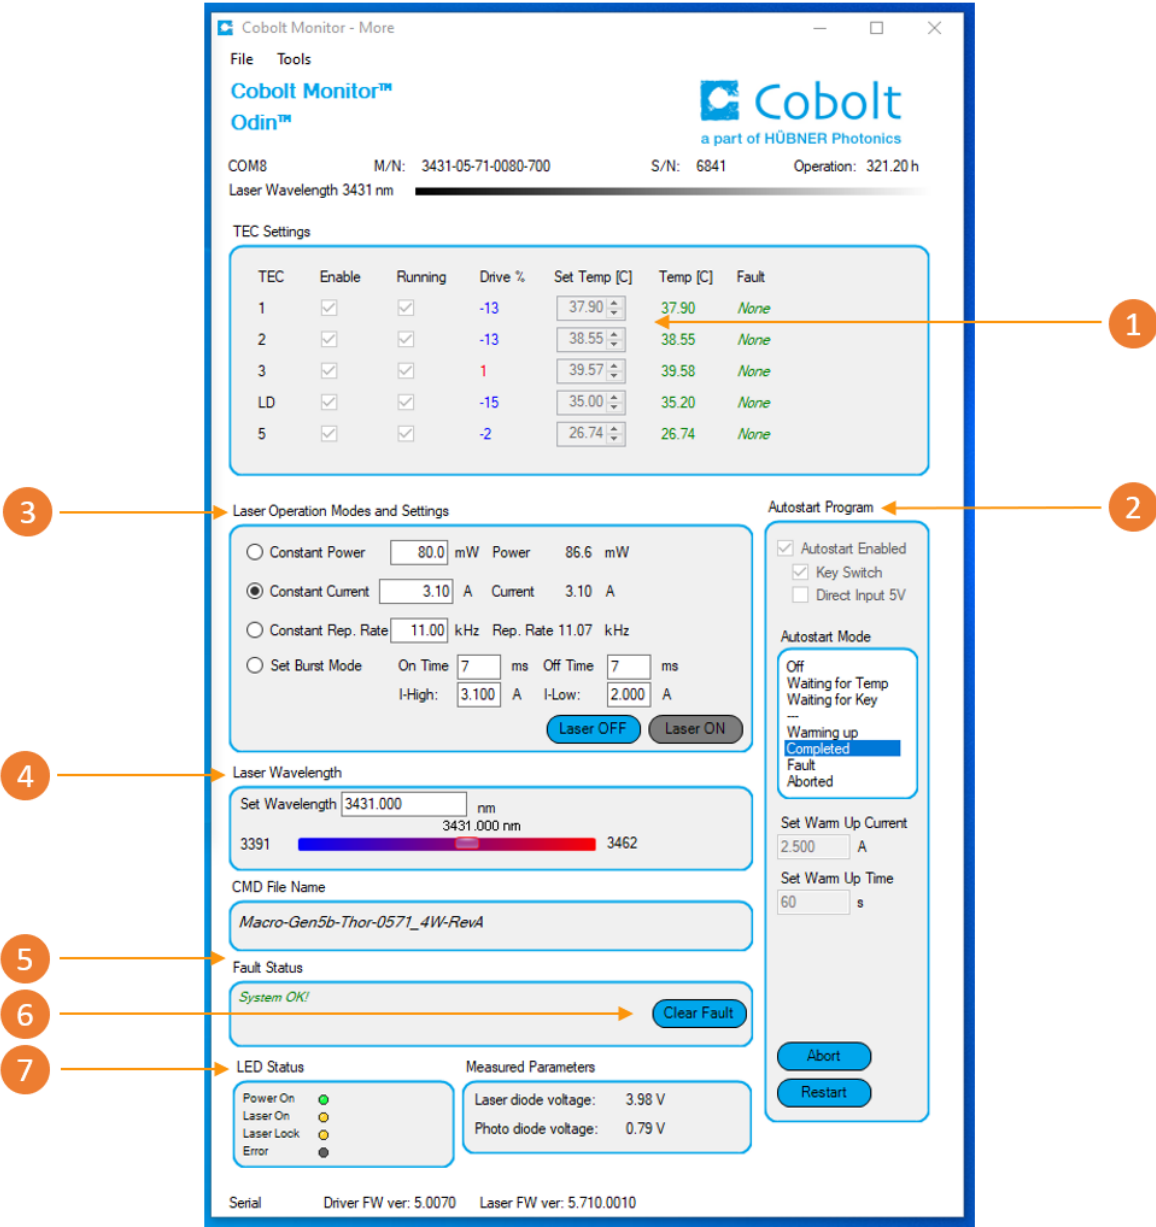 Cobolt Monitor - More
File Tools
Cobolt Monitor™
Odin™
Cobolt
a part of HÜBNER Photonics
COM8 M/N: 3431-05-71-0080-700 S/N: 6841 Operation: 321.20 h
Laser Wavelength 3431 nm
TEC Settings
TEC Enable Running Drive % Set Temp [C] Temp [C] Fault
1 -13 37.90 37.90 None
1
2 -13 38.55 38.55 None
3 1 39.57 39.58 None
LD -15 35.00 35.20 None
5 -2 26.74 26.74 None
3 Laser Operation Modes and Settings
Constant Power 80.0 mW Power 86.6 mW
Constant Current 3.10 A Current 3.10 A
Constant Rep. Rate 11.00 kHz Rep. Rate 11.07 kHz
Set Burst Mode On Time 7 ms Off Time 7 ms
I-High: 3.100 A I-Low: 2.000 A
Laser OFF Laser ON
Autostart Program 2
Autostart Enabled
Key Switch
Direct Input 5V
Autostart Mode
Off
Waiting for Temp
Waiting for Key
---
Warming up
Completed
Fault
Aborted
Set Warm Up Current
2.500 A
Set Warm Up Time
60 s
Abort
Restart
4 Laser Wavelength
Set Wavelength 3431.000 nm
3431.000 nm
3391 3462
CMD File Name
Macro-Gen5b-Thor-0571_4W-RevA
5
Fault Status
System OK!
6 Clear Fault
7 LED Status
Power On
Laser On
Laser Lock
Error
Measured Parameters
Laser diode voltage: 3.98 V
Photo diode voltage: 0.79 V
Serial Driver FW ver: 5.0070 Laser FW ver: 5.710.0010